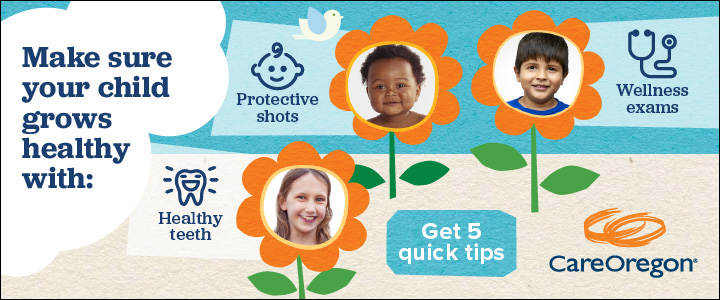 Make sure
your child
grows
healthy
with:
Protective
shots
Wellness
exams
Healthy
teeth
Get 5
quick tips
CareOregon®